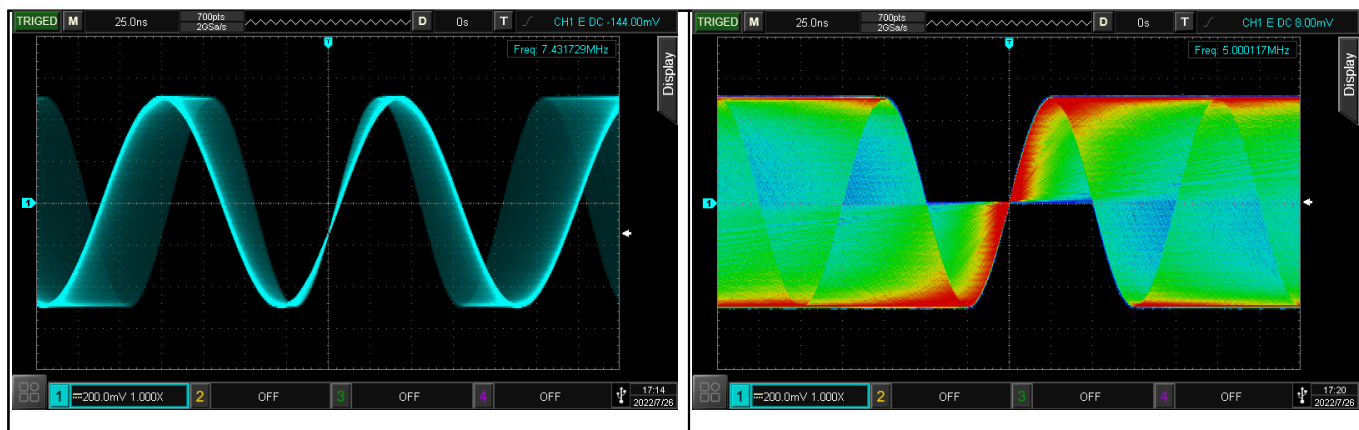 TRIGED M 25.0ns 700pts 2GSa/s D 0s T CH1 E DC -144.00mV
T
Freq: 7.431729MHz
Display
1
1 200.0mV 1.000X 2 OFF 3 OFF 4 OFF 17:14 2022/7/26
TRIGED M 25.0ns 700pts 2GSa/s D 0s T CH1 E DC 8.00mV
T
Freq: 5.000117MHz
Display
1
1 200.0mV 1.000X 2 OFF 3 OFF 4 OFF 17:20 2022/7/26